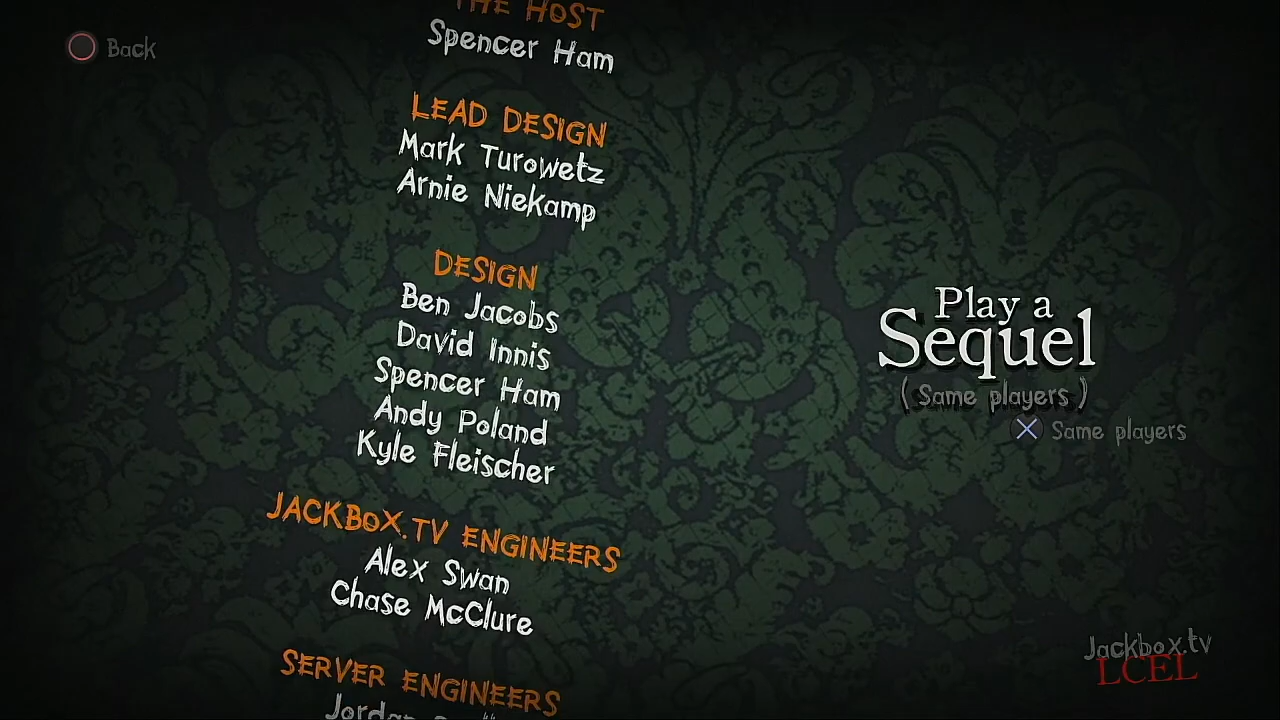 THE HOST
Spencer Ham
Back
LEAD DESIGN
Mark Turowetz
Arnie Niekamp
DESIGN
Ben Jacobs
David Innis
Spencer Ham
Andy Poland
Kyle Fleischer
Play a
Sequel
(Same players)
Same players
JACKBOX.TV ENGINEERS
Alex Swan
Chase McClure
SERVER ENGINEERS
Jackbox.tv
LCEL